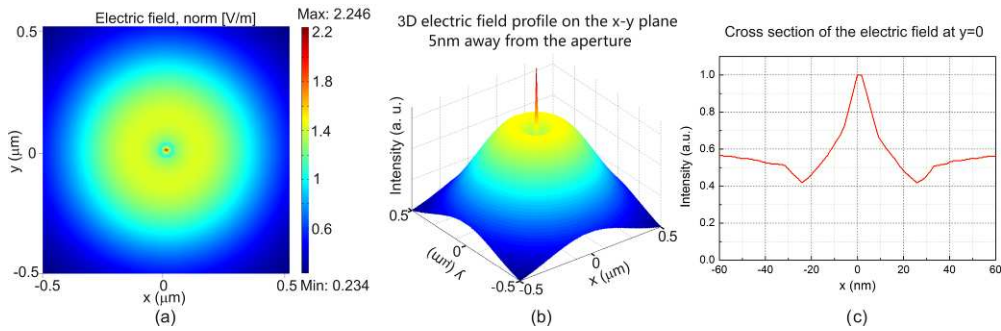 Electric field, norm [V/m]
Max: 2.246
0.5
0
-0.5
y (μm)
-0.5
0
0.5
x (μm)
2.2
1.8
1.4
1
0.6
Min: 0.234
(a)
3D electric field profile on the x-y plane
5nm away from the aperture
Intensity (a. u.)
0.5
0
-0.5
y (μm)
-0.5
0
0.5
x (μm)
(b)
Cross section of the electric field at y=0
Intensity (a.u.)
1.0
0.8
0.6
0.4
0.2
0.0
-60
-40
-20
0
20
40
60
x (nm)
(c)